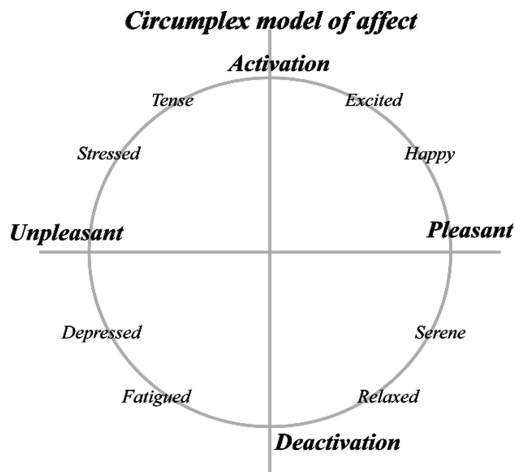 Circumplex model of affect
Activation
Tense
Excited
Stressed
Happy
Unpleasant
Pleasant
Depressed
Serene
Fatigued
Relaxed
Deactivation